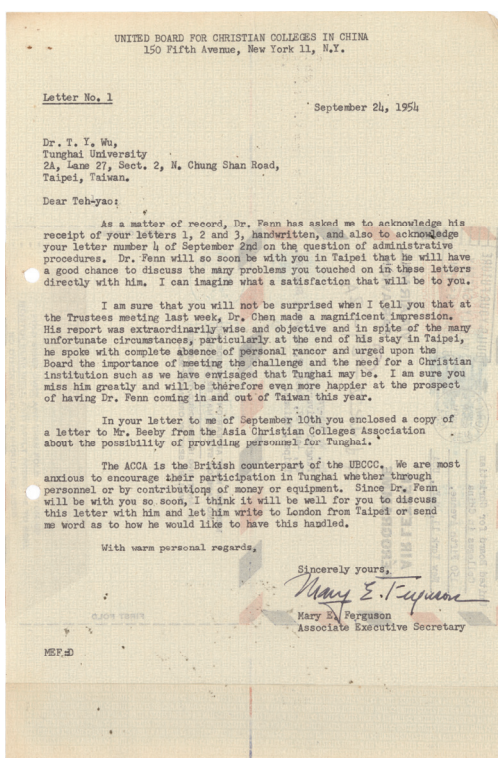 UNITED BOARD FOR CHRISTIAN COLLEGES IN CHINA
150 Fifth Avenue, New York 11, N.Y.
Letter No. 1
September 24, 1954
Dr. T. Y. Wu,
Tunghai University
2A, Lane 27, Sect. 2, N. Chung Shan Road,
Taipei, Taiwan.
Dear Teh-yao:
As a matter of record, Dr. Fenn has asked me to acknowledge his
receipt of your letters 1, 2 and 3, handwritten, and also to acknowledge
your letter number 4 of September 2nd on the question of administrative
procedures. Dr. Fenn will so soon be with you in Taipei that he will have
a good chance to discuss the many problems you touched on in these letters
directly with him. I can imagine what a satisfaction that will be to you.
I am sure that you will not be surprised when I tell you that at
the Trustees meeting last week, Dr. Chen made a magnificent impression.
His report was extraordinarily wise and objective and in spite of the many
unfortunate circumstances, particularly at the end of his stay in Taipei,
he spoke with complete absence of personal rancor and urged upon the
Board the importance of meeting the challenge and the need for a Christian
institution such as we have envisaged that Tunghai may be. I am sure you
miss him greatly and will be therefore even more happier at the prospect
of having Dr. Fenn coming in and out of Taiwan this year.
In your letter to me of September 10th you enclosed a copy of
a letter to Mr. Beeby from the Asia Christian Colleges Association
about the possibility of providing personnel for Tunghai.
The ACCA is the British counterpart of the UBCCC. We are most
anxious to encourage their participation in Tunghai whether through
personnel or by contributions of money or equipment. Since Dr. Fenn
will be with you so soon, I think it will be well for you to discuss
this letter with him and let him write to London from Taipei or send
me word as to how he would like to have this handled.
With warm personal regards,
Sincerely yours,
Mary E. Ferguson
Mary E. Ferguson
Associate Executive Secretary
MEF:D